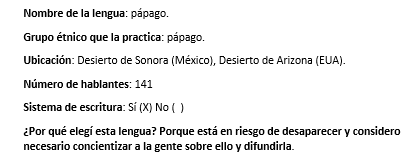 Nombre de la lengua: pápago.
Grupo étnico que la practica: pápago.
Ubicación: Desierto de Sonora (México), Desierto de Arizona (EUA).
Número de hablantes: 141
Sistema de escritura: Sí (X) No ( )
¿Por qué elegí esta lengua? Porque está en riesgo de desaparecer y considero
necesario concientizar a la gente sobre ello y difundirla.